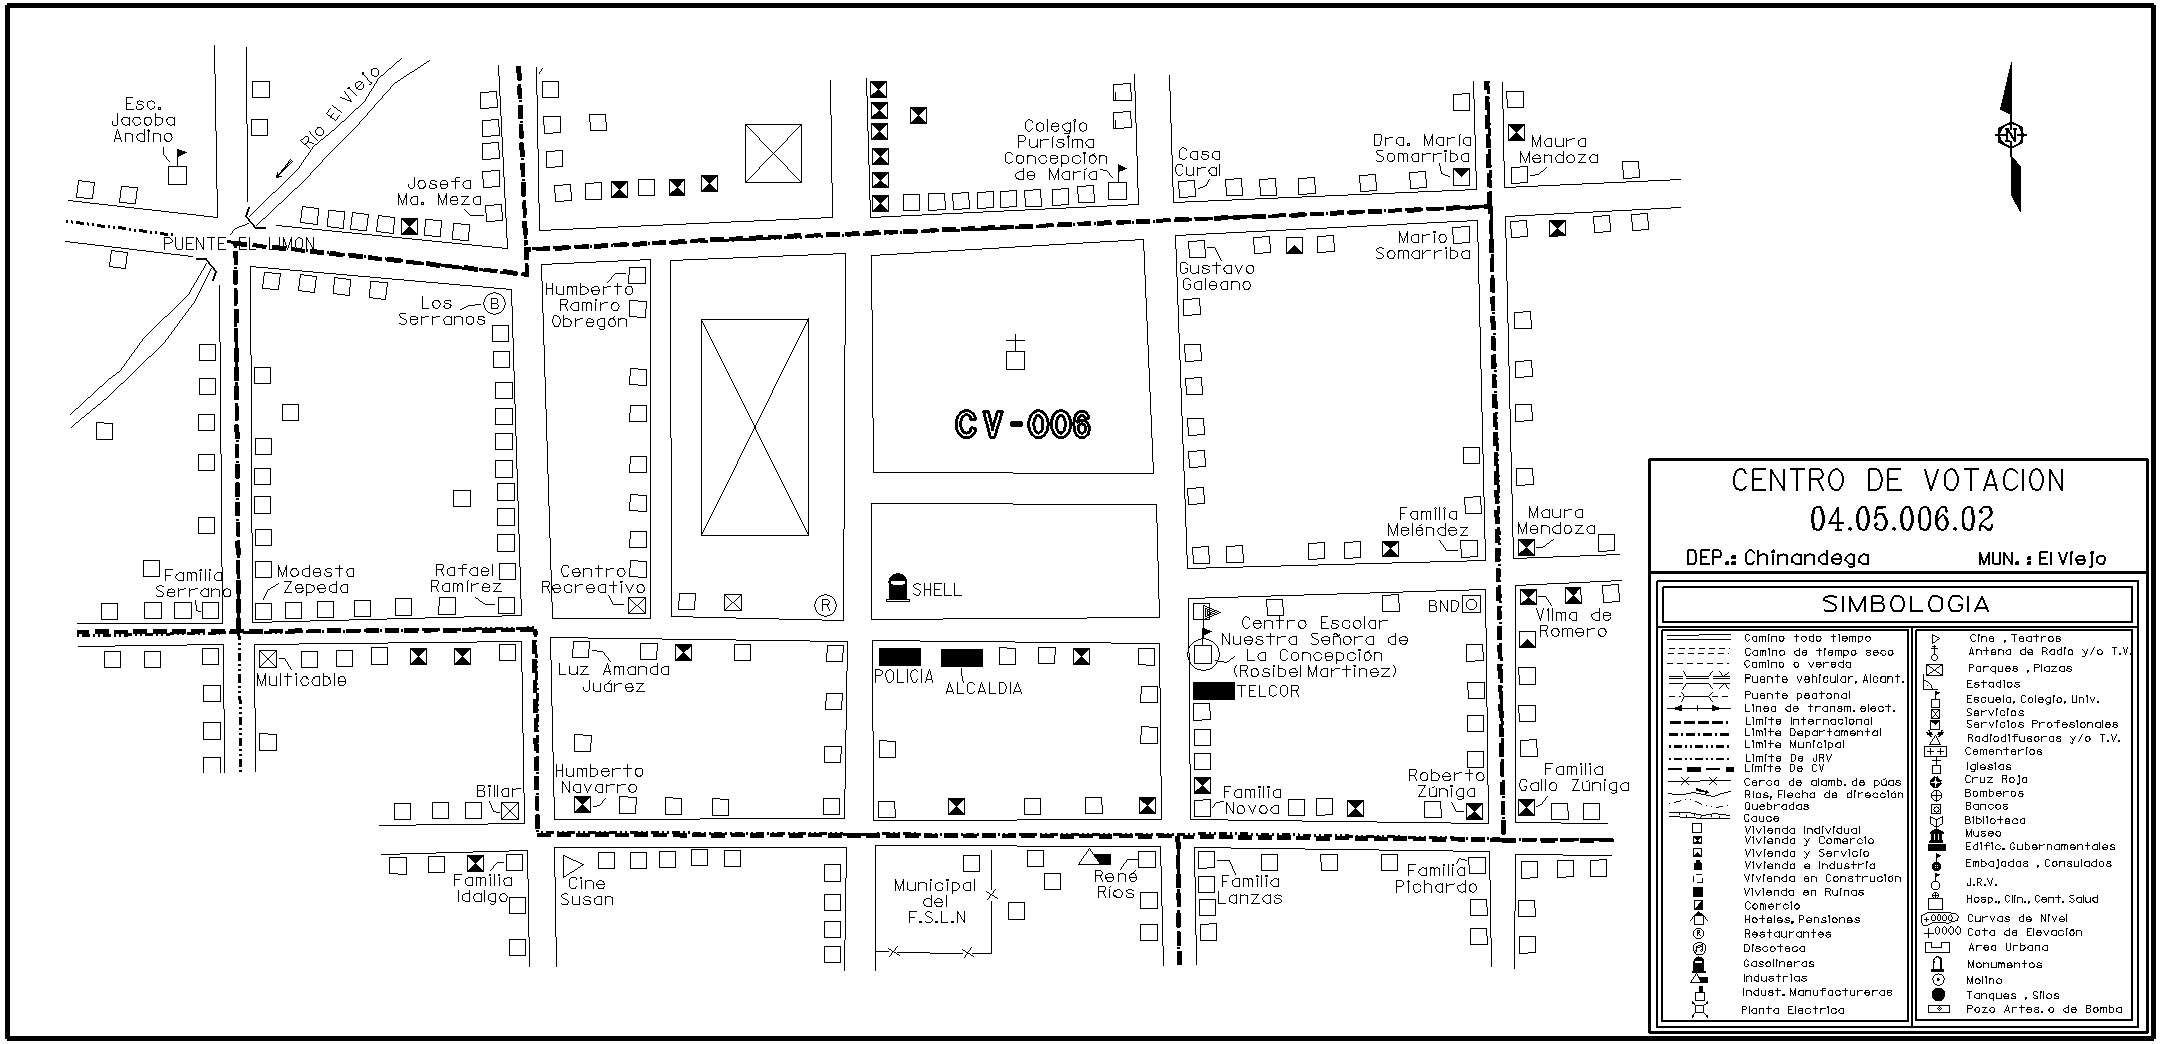 Esc.
Jacoba
Andino
Río El Viejo
Josefa
Ma. Meza
PUENTE EL LIMON
Colegio
Purísima
Concepción
de María
Casa
Cural
Dra. María
Somarriba
Maura
Mendoza
N
Los
Serranos
B
Humberto
Ramiro
Obregón
Gustavo
Galeano
Mario
Somarriba
CV-006
Familia
Serrano
Modesta
Zepeda
Rafael
Ramírez
Centro
Recreativo
R
SHELL
Familia
Meléndez
Maura
Mendoza
BND
Vilma de
Romero
Centro Escolar
Nuestra Señora de
La Concepción
(Rosibel Martinez)
TELCOR
Multicable
Luz Amanda
Juárez
POLICIA
ALCALDIA
Billar
Humberto
Navarro
Familia
Novoa
Roberto
Zúniga
Familia
Gallo Zúniga
Familia
Idalgo
Cine
Susan
Municipal
del
F.S.L.N
René
Ríos
Familia
Lanzas
Familia
Pichardo
CENTRO DE VOTACION
04.05.006.02
DEP.: Chinandega MUN. : El Viejo
SIMBOLOGIA
Camino todo tiempo
Camino de tiempo seco
Camino o vereda
Puente vehicular, Alcant.
Puente peatonal
Linea de transm. elect.
Limite Internacional
Limite Departamental
Limite Municipal
Limite De JRV
Limite De CV
Cerca de alamb. de púas
Rios, Flecha de dirección
Quebradas
Cauce
Vivienda Individual
Vivienda y Comercio
Vivienda y Servicio
Vivienda e Industria
Vivienda en Construcion
Vivienda en Ruinas
Comercio
Hoteles, Pensiones
R Restaurantes
Discoteca
Gasolineras
Industrias
Indust. Manufactureras
Planta Electrica
Cine , Teatros
Antena de Radio y/o T.V.
Parques , Plazas
Estadios
Escuela, Colegio, Univ.
Servicios
Servicios Profesionales
Radiodifusoras y/o T.V.
Cementerios
Iglesias
Cruz Roja
Bomberos
Bancos
Biblioteca
Museo
Edific. Gubernamentales
Embajadas , Consulados
J.R.V.
Hosp., Clin., Cent. Salud
+0000 Curvas de Nivel
+0000 Cota de Elevación
Area Urbana
Monumentos
Molino
Tanques , Silos
Pozo Artes. o de Bomba